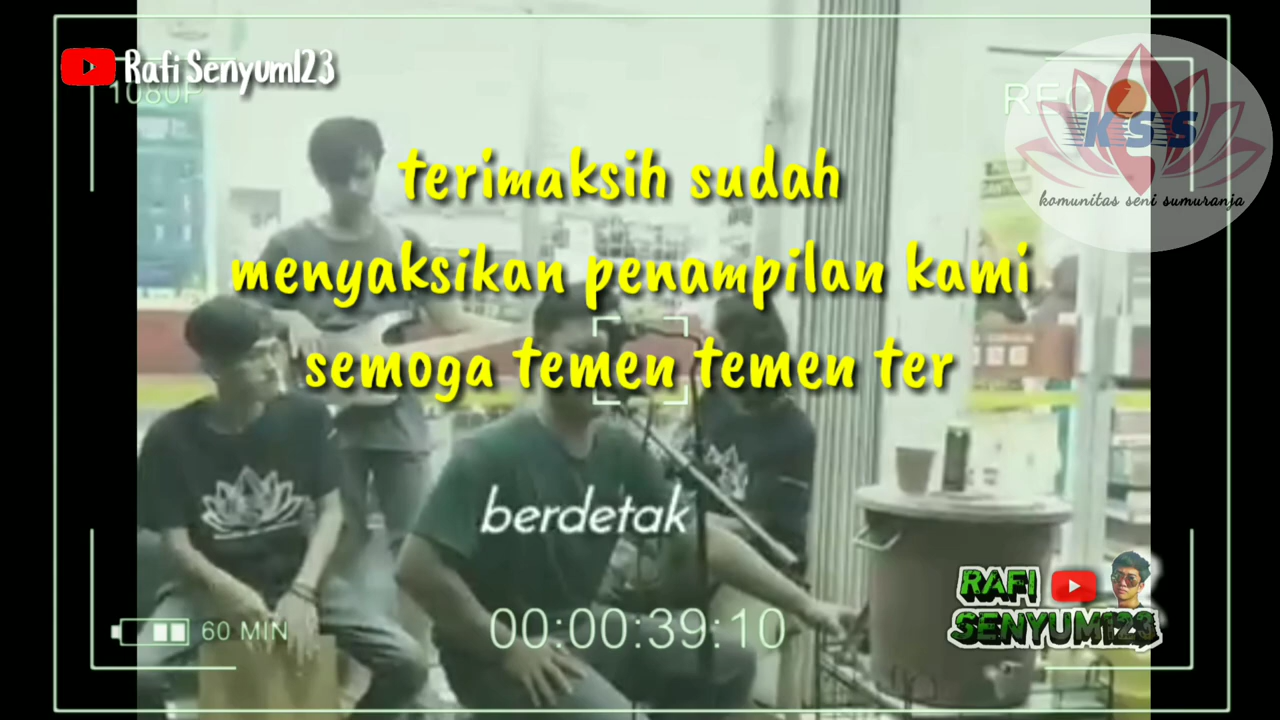 Rafi Senyum123
1080P
REC
KSS
komunitas seni sumuranja
terimaksih sudah
menyaksikan penampilan kami
semoga temen temen ter
berdetak
60 MIN
00:00:39:10
RAFI
SENYUM123